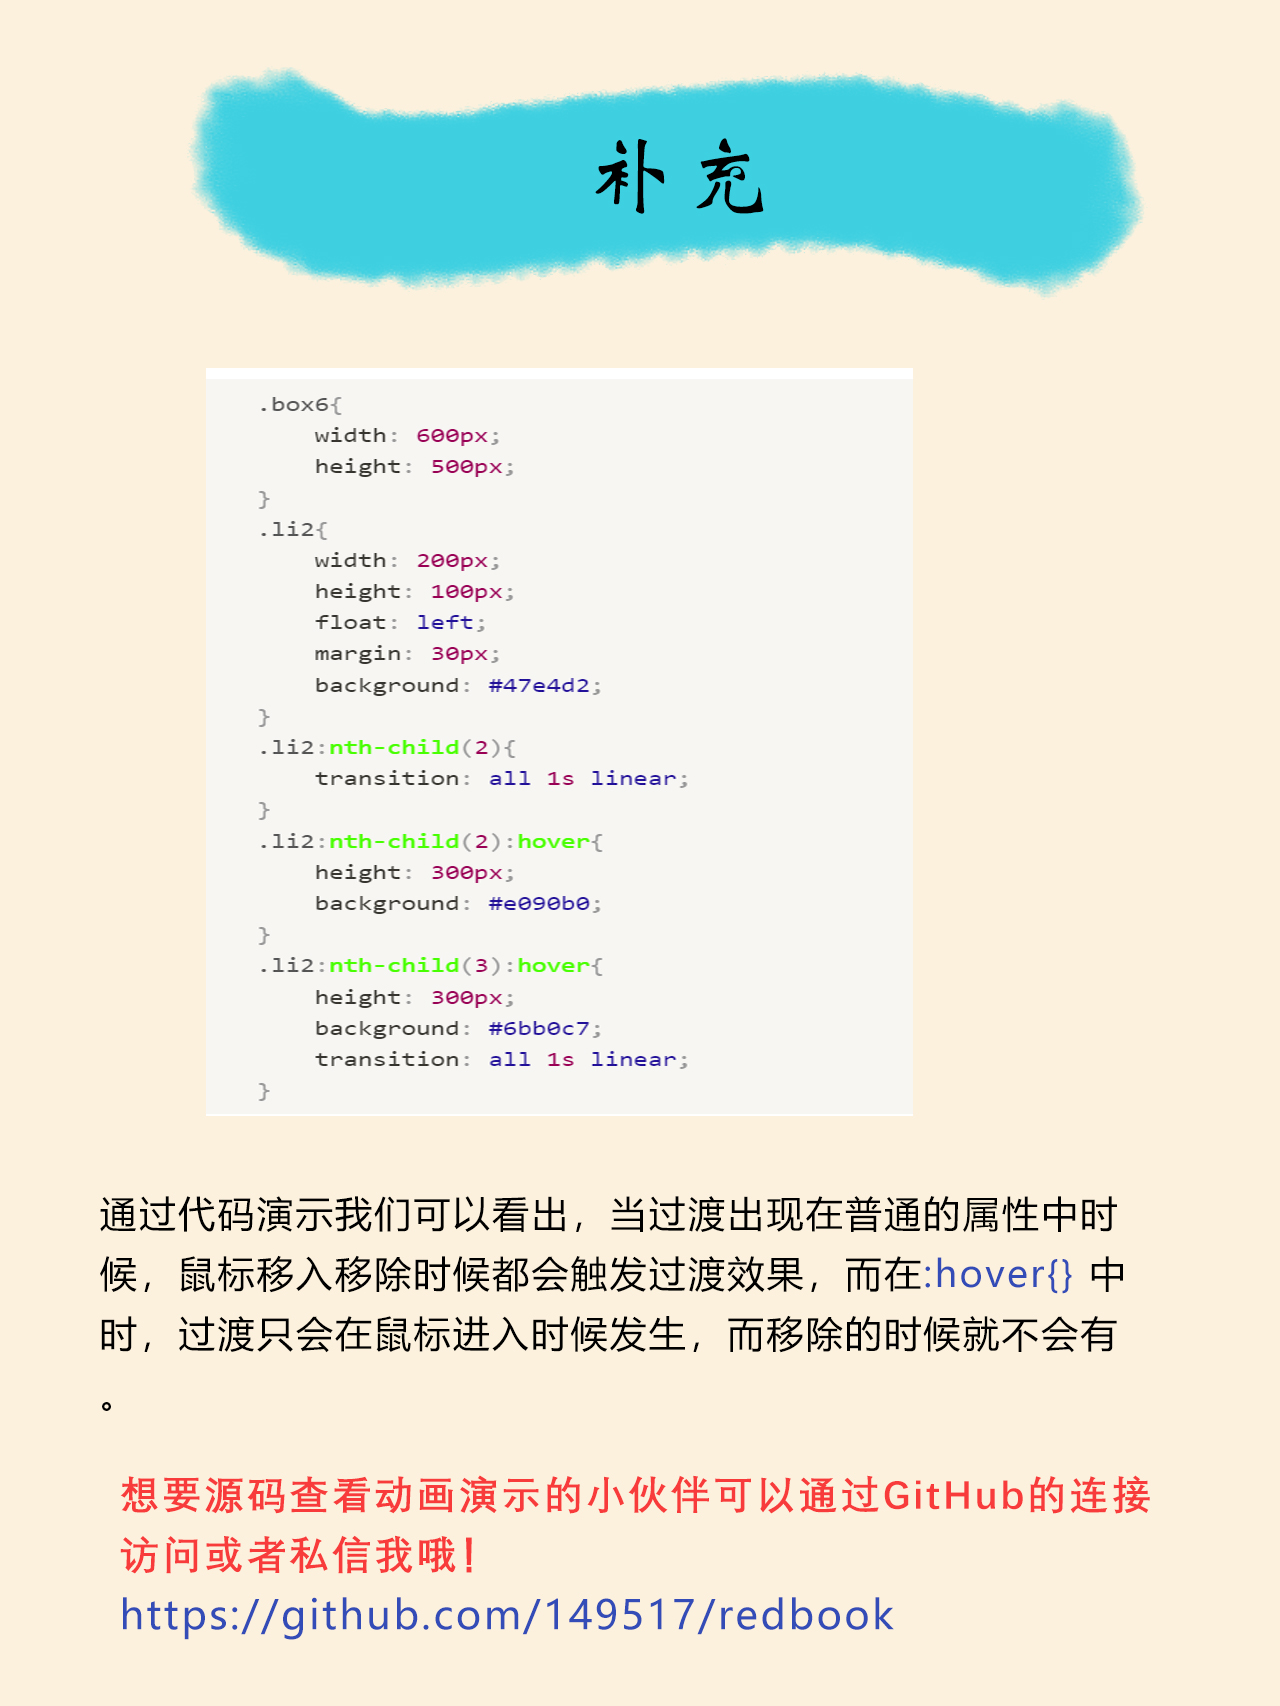 补充
.box6{
    width: 600px;
    height: 500px;
}
.li2{
    width: 200px;
    height: 100px;
    float: left;
    margin: 30px;
    background: #47e4d2;
}
.li2:nth-child(2){
    transition: all 1s linear;
}
.li2:nth-child(2):hover{
    height: 300px;
    background: #e090b0;
}
.li2:nth-child(3):hover{
    height: 300px;
    background: #6bb0c7;
    transition: all 1s linear;
}
通过代码演示我们可以看出，当过渡出现在普通的属性中时
候，鼠标移入移除时候都会触发过渡效果，而在:hover{} 中
时，过渡只会在鼠标进入时候发生，而移除的时候就不会有
。
想要源码查看动画演示的小伙伴可以通过GitHub的连接
访问或者私信我哦！
https://github.com/149517/redbook